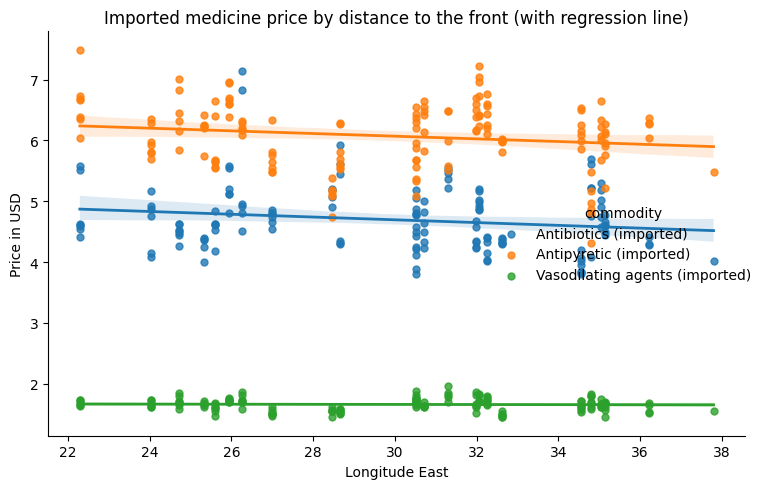 Imported medicine price by distance to the front (with regression line)
Price in USD
7
6
5
4
3
2
commodity
Antibiotics (imported)
Antipyretic (imported)
Vasodilating agents (imported)
22 24 26 28 30 32 34 36 38
Longitude East